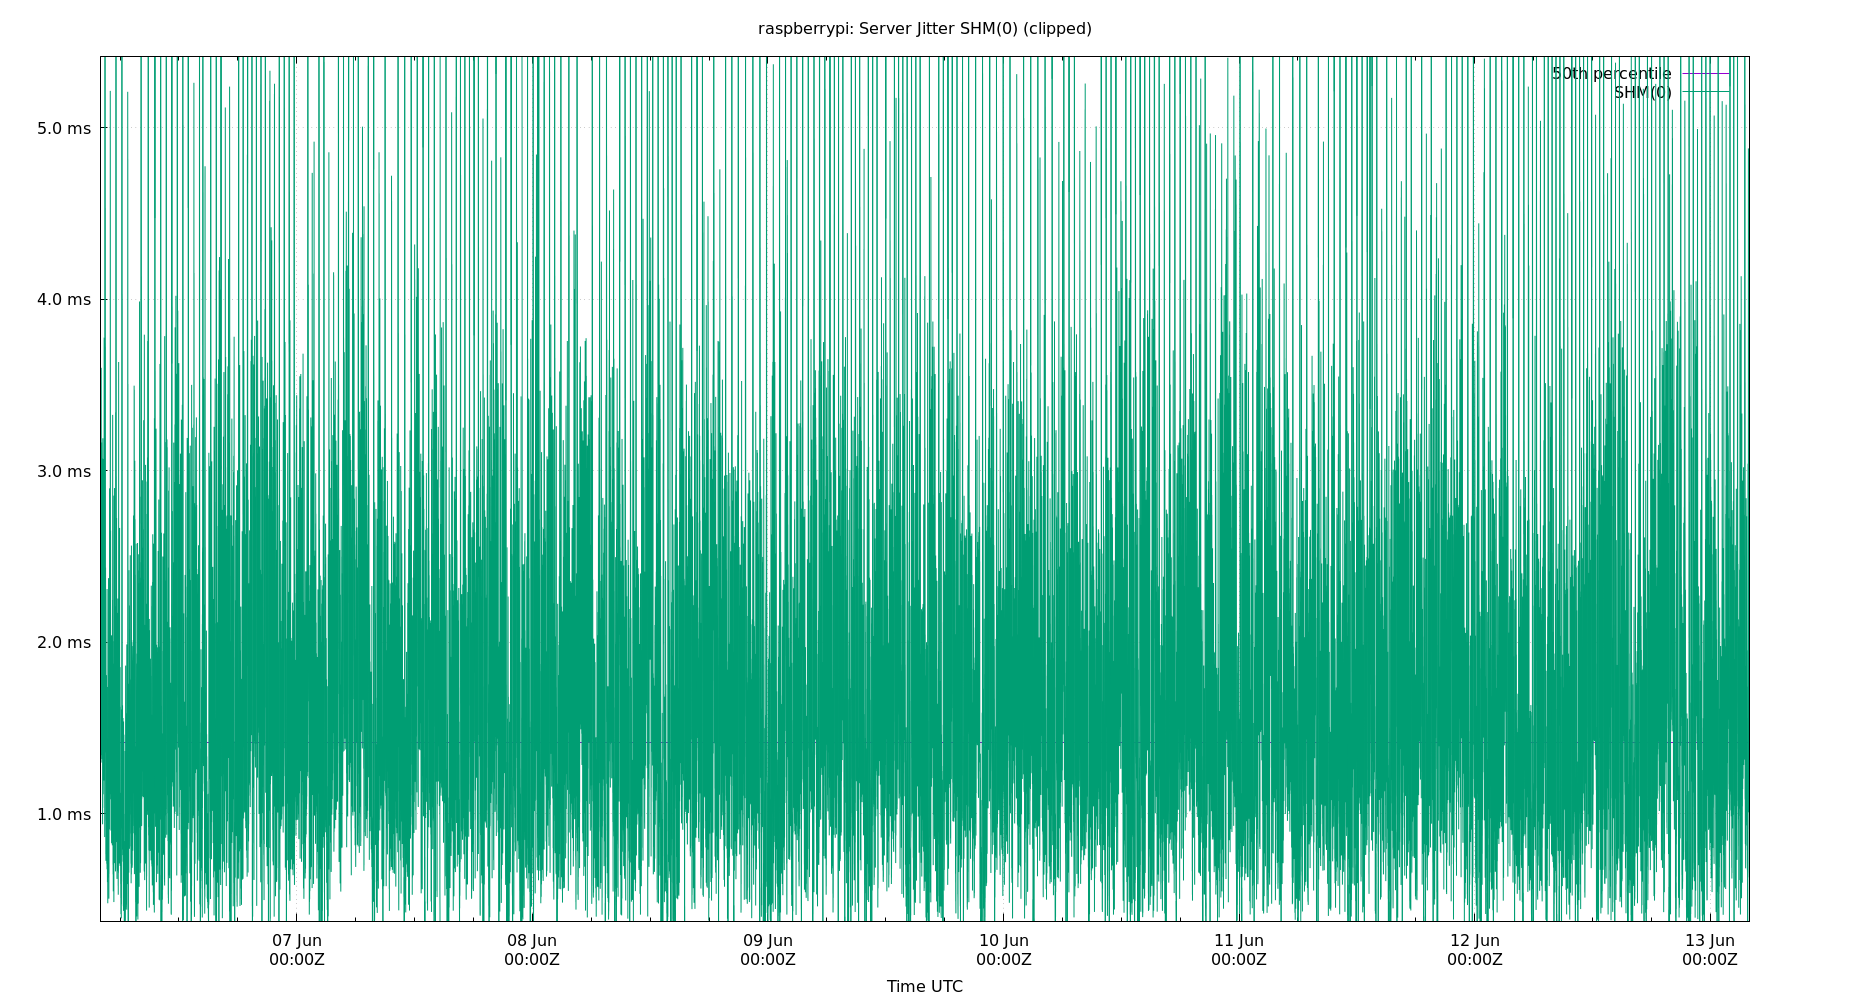 raspberrypi: Server Jitter SHM(0) (clipped)
50th percentile
SHM(0)
5.0 ms
4.0 ms
3.0 ms
2.0 ms
1.0 ms
07 Jun 08 Jun 09 Jun 10 Jun 11 Jun 12 Jun 13 Jun
00:00Z 00:00Z 00:00Z 00:00Z 00:00Z 00:00Z 00:00Z
Time UTC